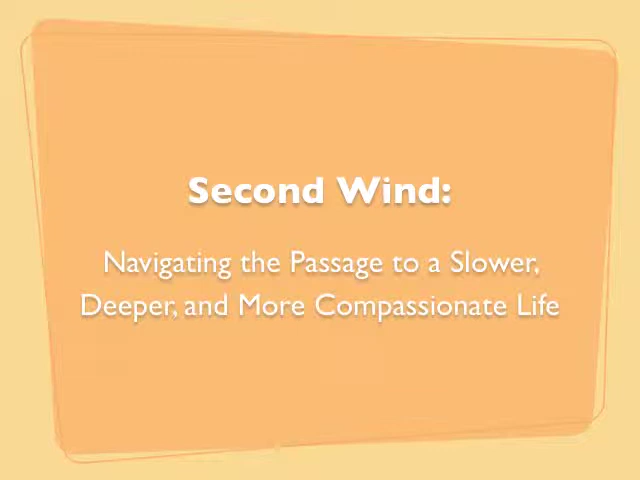 Second Wind:
Navigating the Passage to a Slower,
Deeper, and More Compassionate Life